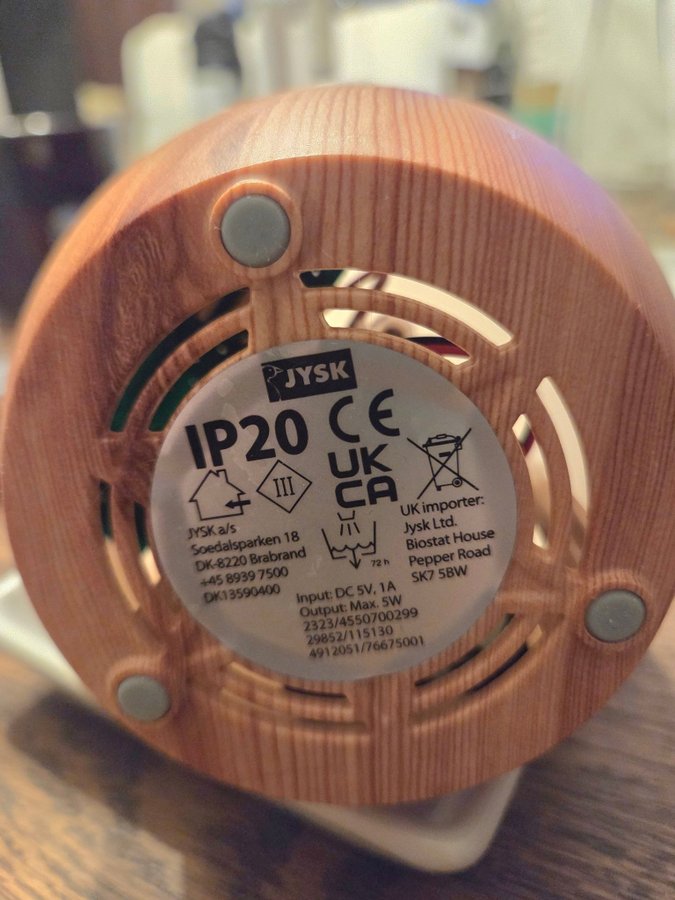 JYSK
IP20
CE
UK
CA
III
JYSK a/s
Soedalsparken 18
DK-8220 Brabrand
+45 8939 7500
DK13590400
72 h
UK importer:
Jysk Ltd.
Biostat House
Pepper Road
SK7 5BW
Input: DC 5V, 1A
Output: Max. 5W
2323/4550700299
29852/115130
4912051/76675001